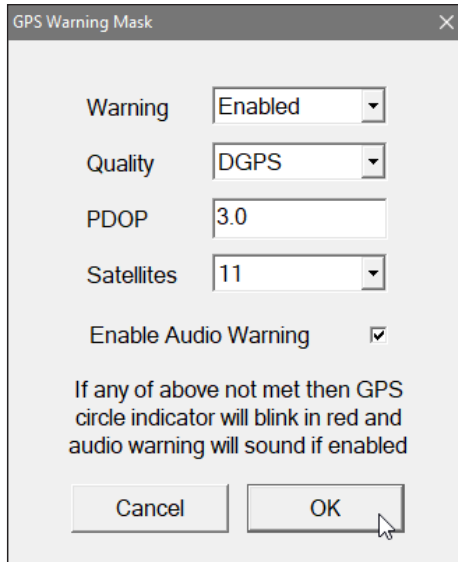 GPS Warning Mask
Warning Enabled
Quality DGPS
PDOP 3.0
Satellites 11
Enable Audio Warning
If any of above not met then GPS
circle indicator will blink in red and
audio warning will sound if enabled
Cancel OK